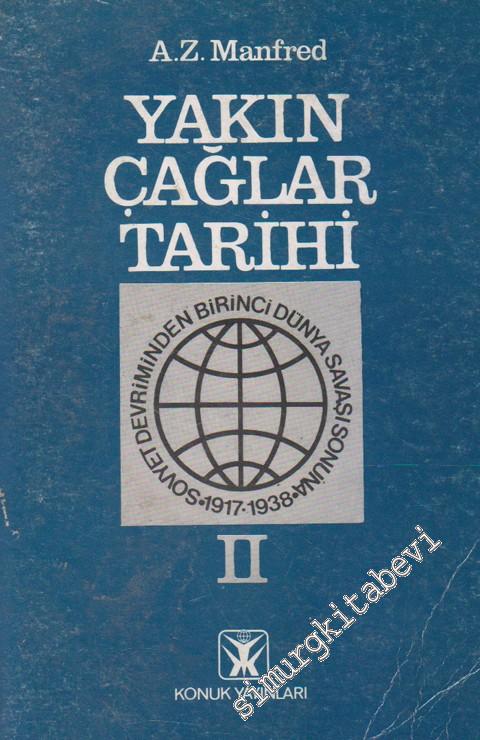 A.Z. Manfred
YAKIN
ÇAĞLAR
TARİHİ
SOVYET DEVRİMİNDEN BİRİNCİ DÜNYA SAVAŞI SONUNA
•1917-1938•
II
KONUK YAYINLARI
simurgkitabevi